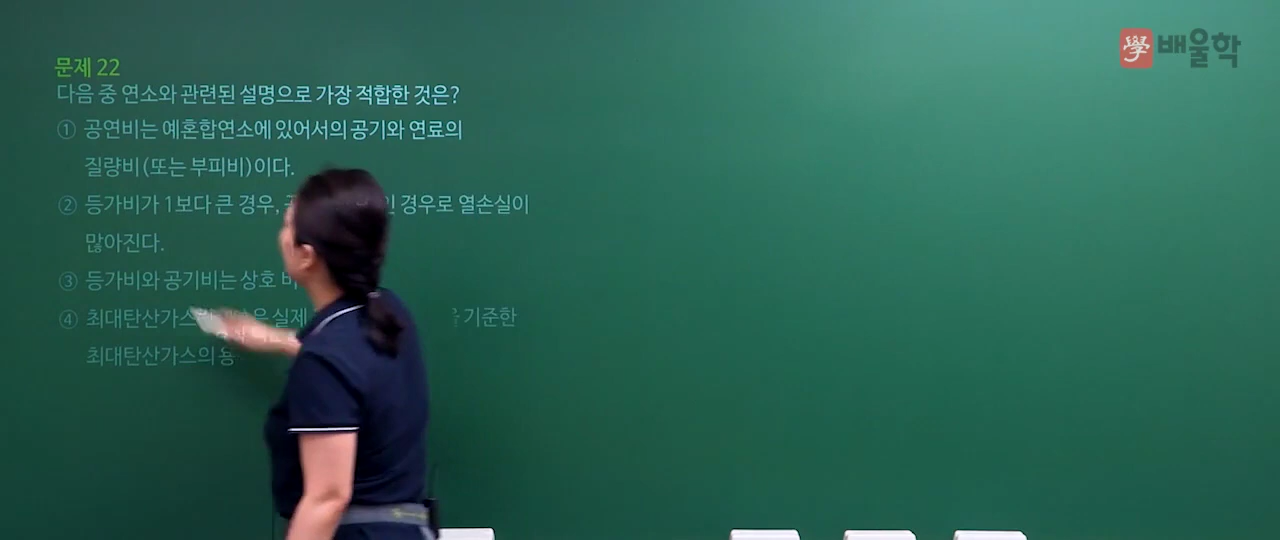 學 배울학
문제 22
다음 중 연소와 관련된 설명으로 가장 적합한 것은?
① 공연비는 예혼합연소에 있어서의 공기와 연료의
질량비(또는 부피비)이다.
② 등가비가 1보다 큰 경우, 경우로 열손실이
많아진다.
③ 등가비와 공기비는 상호
④ 최대탄산가스 실제 기준한
최대탄산가스의